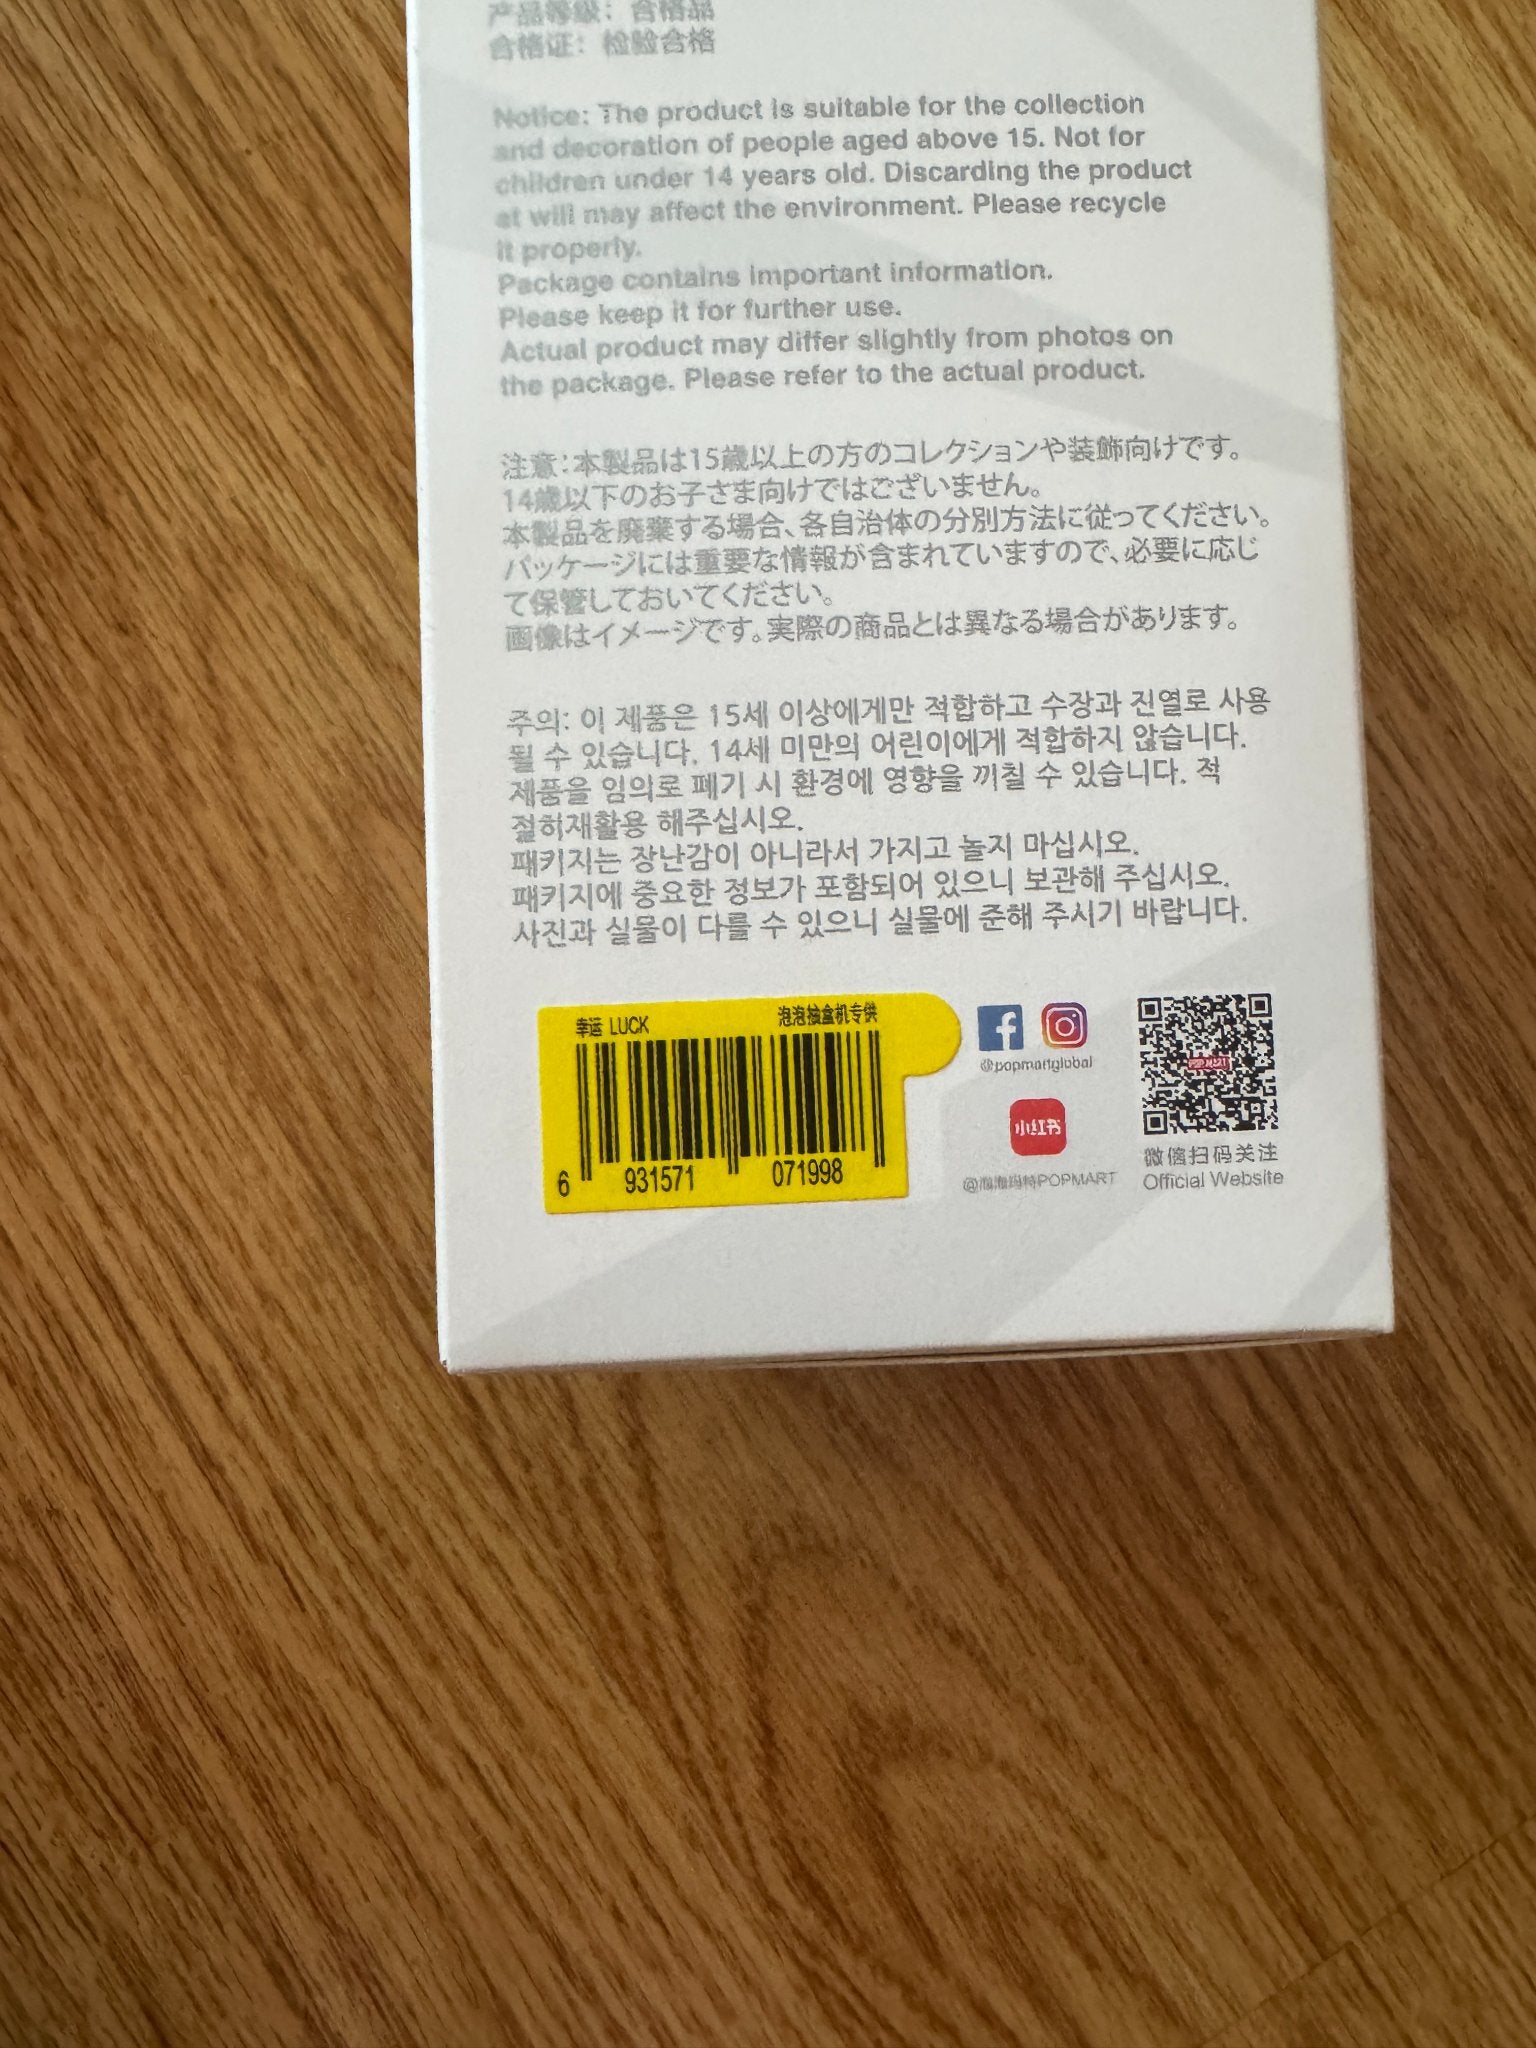 产品等级：合格品
合格证：检验合格
Notice: The product is suitable for the collection
and decoration of people aged above 15. Not for
children under 14 years old. Discarding the product
at will may affect the environment. Please recycle
it properly.
Package contains important information.
Please keep it for further use.
Actual product may differ slightly from photos on
the package. Please refer to the actual product.
注意：本製品は15歳以上の方のコレクションや装飾向けです。
14歳以下のお子さま向けではございません。
本製品を廃棄する場合、各自治体の分別方法に従ってください。
パッケージには重要な情報が含まれていますので、必要に応じ
て保管しておいてください。
画像はイメージです。実際の商品とは異なる場合があります。
주의: 이 제품은 15세 이상에게만 적합하고 수장과 진열로 사용
될 수 있습니다. 14세 미만의 어린이에게 적합하지 않습니다.
제품을 임의로 폐기 시 환경에 영향을 끼칠 수 있습니다. 적
절히재활용 해주십시오.
패키지는 장난감이 아니라서 가지고 놀지 마십시오.
패키지에 중요한 정보가 포함되어 있으니 보관해 주십시오.
사진과 실물이 다를 수 있으니 실물에 준해 주시기 바랍니다.
幸运 LUCK 泡泡抽盒机专供
6 931571 071998
@popmartglobal
小红书
@泡泡玛特POPMART
POP MART
微信扫码关注
Official Website